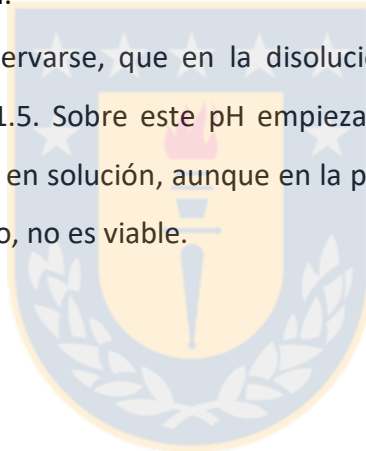 ervarse, que en la disoluci
1.5. Sobre este pH empieza
en solución, aunque en la p
o, no es viable.